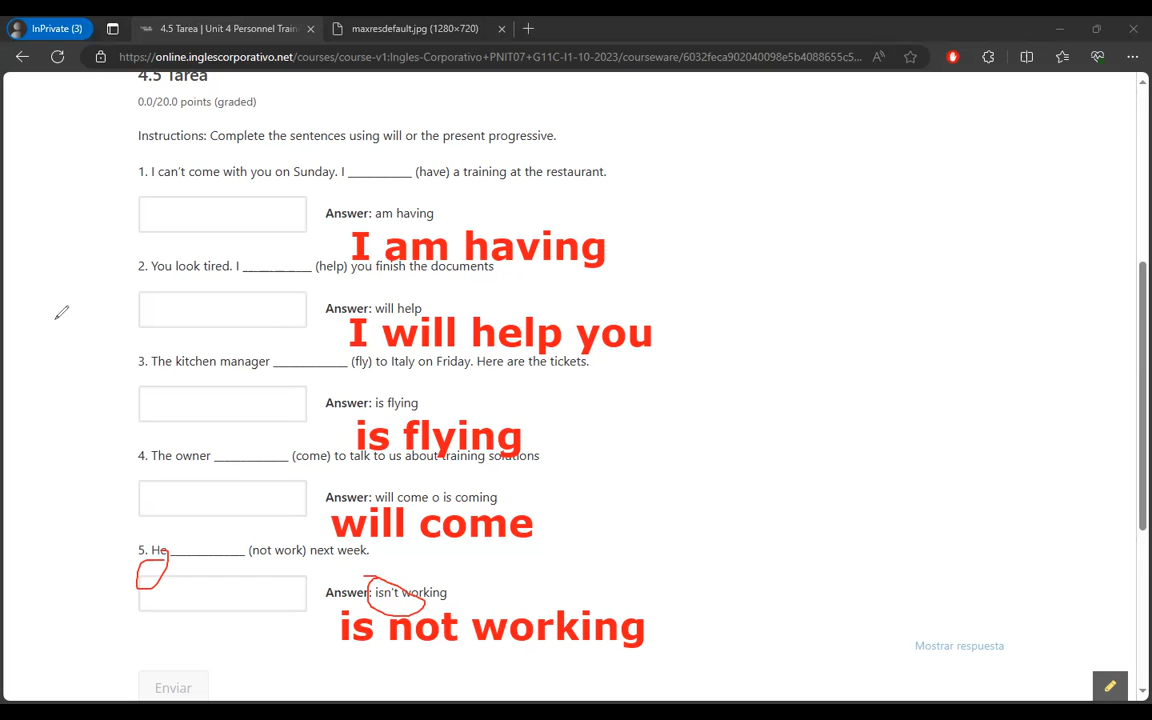 InPrivate (3)
4.5 Tarea | Unit 4 Personnel Train
maxresdefault.jpg (1280×720)
https://online.inglescorporativo.net/courses/course-v1:Ingles-Corporativo+PNIT07+G11C-I1-10-2023/courseware/6032feca902040098e5b4088655c5...
4.5 Tarea
0.0/20.0 points (graded)
Instructions: Complete the sentences using will or the present progressive.
1. I can't come with you on Sunday. I ___________ (have) a training at the restaurant.
Answer: am having
I am having
2. You look tired. I ____________ (help) you finish the documents
Answer: will help
I will help you
3. The kitchen manager _____________ (fly) to Italy on Friday. Here are the tickets.
Answer: is flying
is flying
4. The owner _____________ (come) to talk to us about training solutions
Answer: will come o is coming
will come
5. He _____________ (not work) next week.
Answer: isn't working
is not working
Mostrar respuesta
Enviar